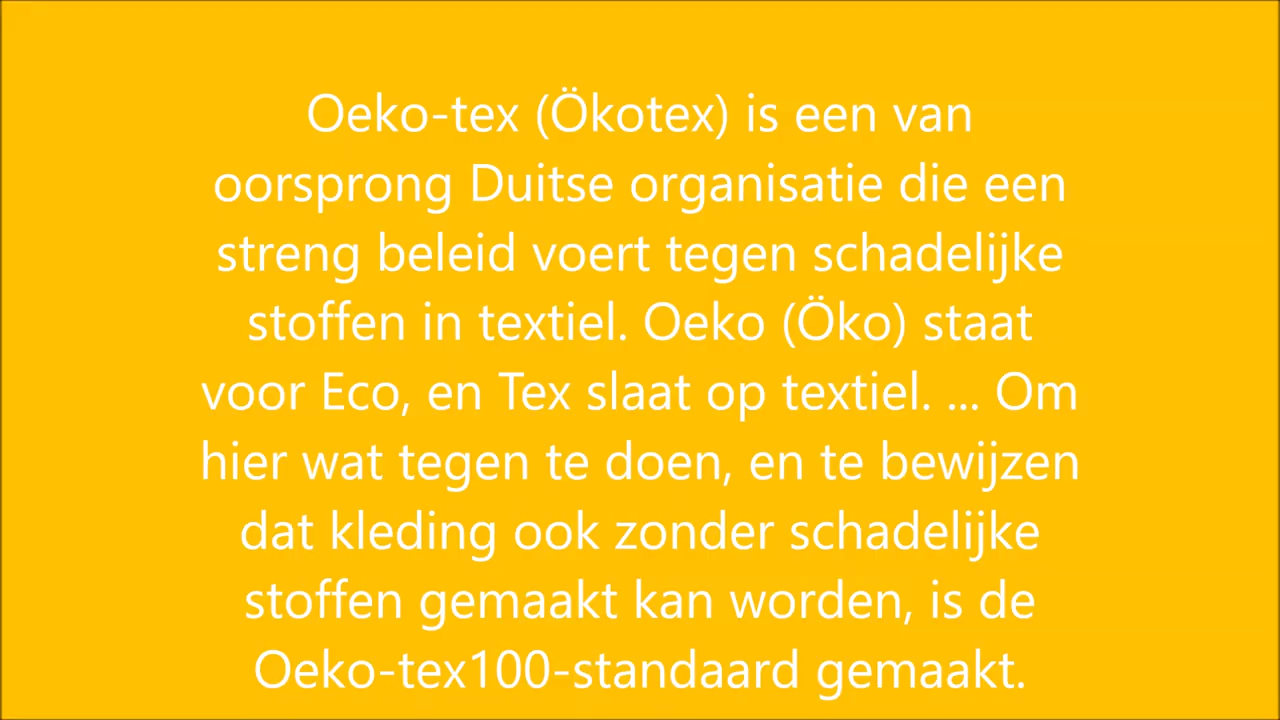 Oeko-tex (Ökotex) is een van
oorsprong Duitse organisatie die een
streng beleid voert tegen schadelijke
stoffen in textiel. Oeko (Öko) staat
voor Eco, en Tex slaat op textiel. ... Om
hier wat tegen te doen, en te bewijzen
dat kleding ook zonder schadelijke
stoffen gemaakt kan worden, is de
Oeko-tex100-standaard gemaakt.